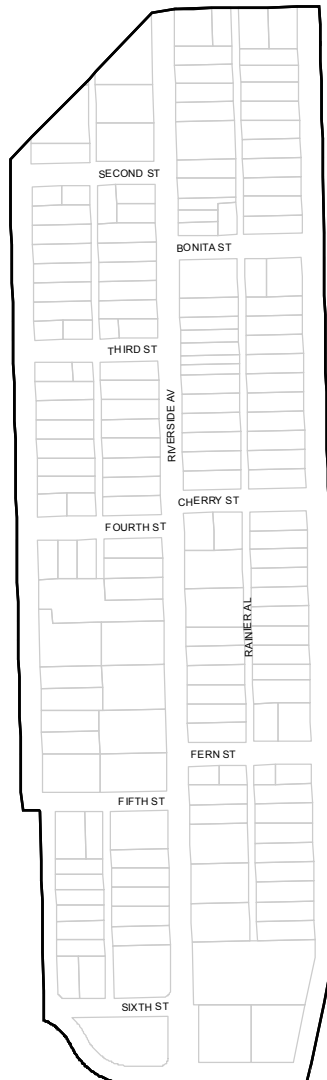 SECOND ST
BONITA ST
THIRD ST
RIVERSIDE AV
CHERRY ST
FOURTH ST
RAINIER AL
FERN ST
FIFTH ST
SIXTH ST